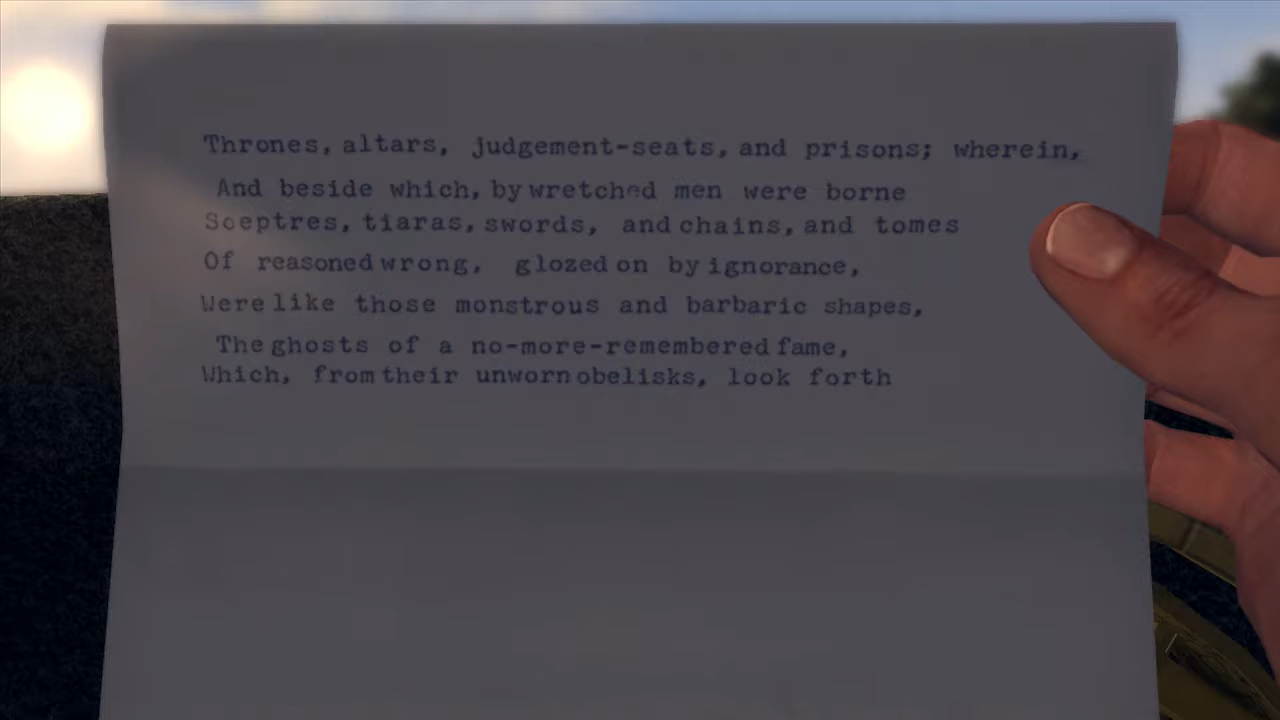 Thrones, altars, judgement-seats, and prisons; wherein,
And beside which, by wretched men were borne
Sceptres, tiaras, swords, and chains, and tomes
Of reasoned wrong, glozed on by ignorance,
Were like those monstrous and barbaric shapes,
The ghosts of a no-more-remembered fame,
Which, from their unworn obelisks, look forth